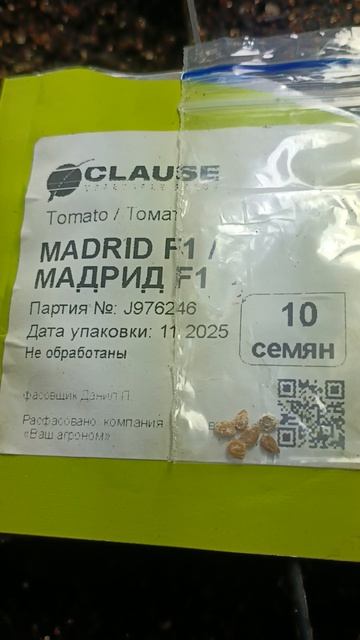 CLAUSE
Tomato / Томат
MADRID F1 /
МАДРИД F1
Партия №: J976246
Дата упаковки: 11.2025
Не обработаны
10
семян
фасовщик Данил П.
Расфасовано компания
«Ваш агроном»